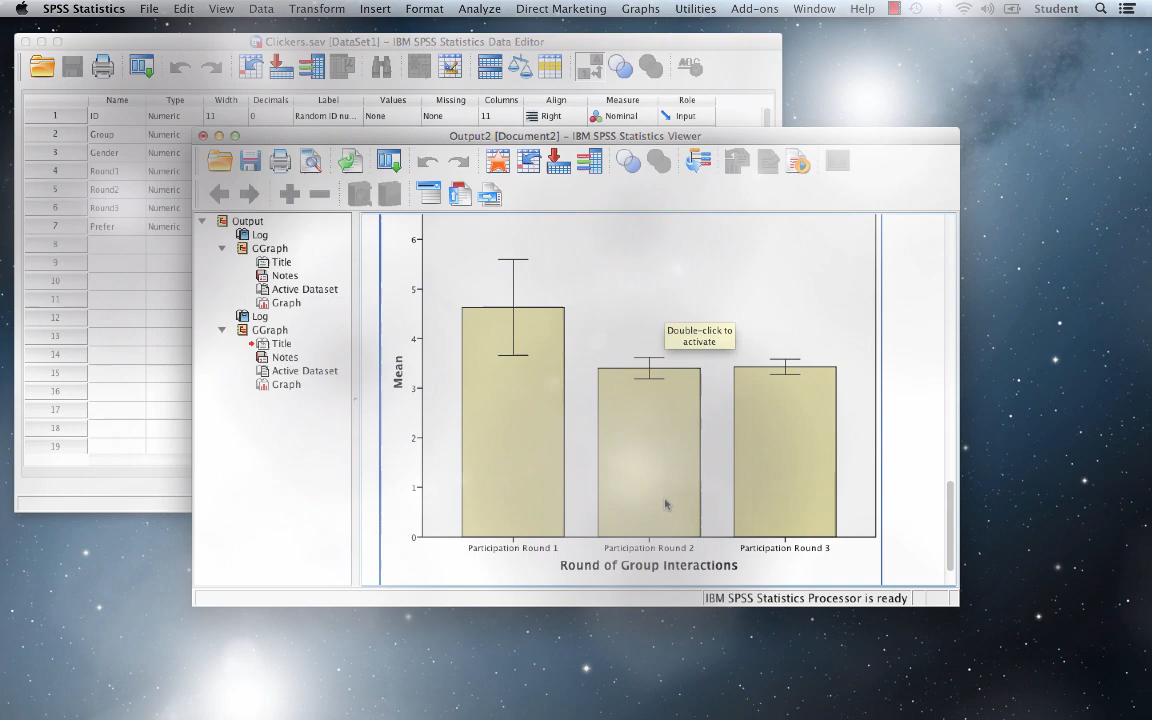 SPSS Statistics File Edit View Data Transform Insert Format Analyze Direct Marketing Graphs Utilities Add-ons Window Help Student
Clickers.sav [DataSet1] – IBM SPSS Statistics Data Editor
Name Type Width Decimals Label Values Missing Columns Align Measure Role
1 ID Numeric 11 0 Random ID nu... None None 11 Right Nominal Input
2 Group Numeric
3 Gender Numeric
4 Round1 Numeric
5 Round2 Numeric
6 Round3 Numeric
7 Prefer Numeric
8
9
10
11
12
13
14
15
16
17
18
19
Output2 [Document2] – IBM SPSS Statistics Viewer
Output
Log
GGraph
Title
Notes
Active Dataset
Graph
Log
GGraph
Title
Notes
Active Dataset
Graph
6
5
4
3
2
1
0
Mean
Double-click to
activate
Participation Round 1 Participation Round 2 Participation Round 3
Round of Group Interactions
IBM SPSS Statistics Processor is ready